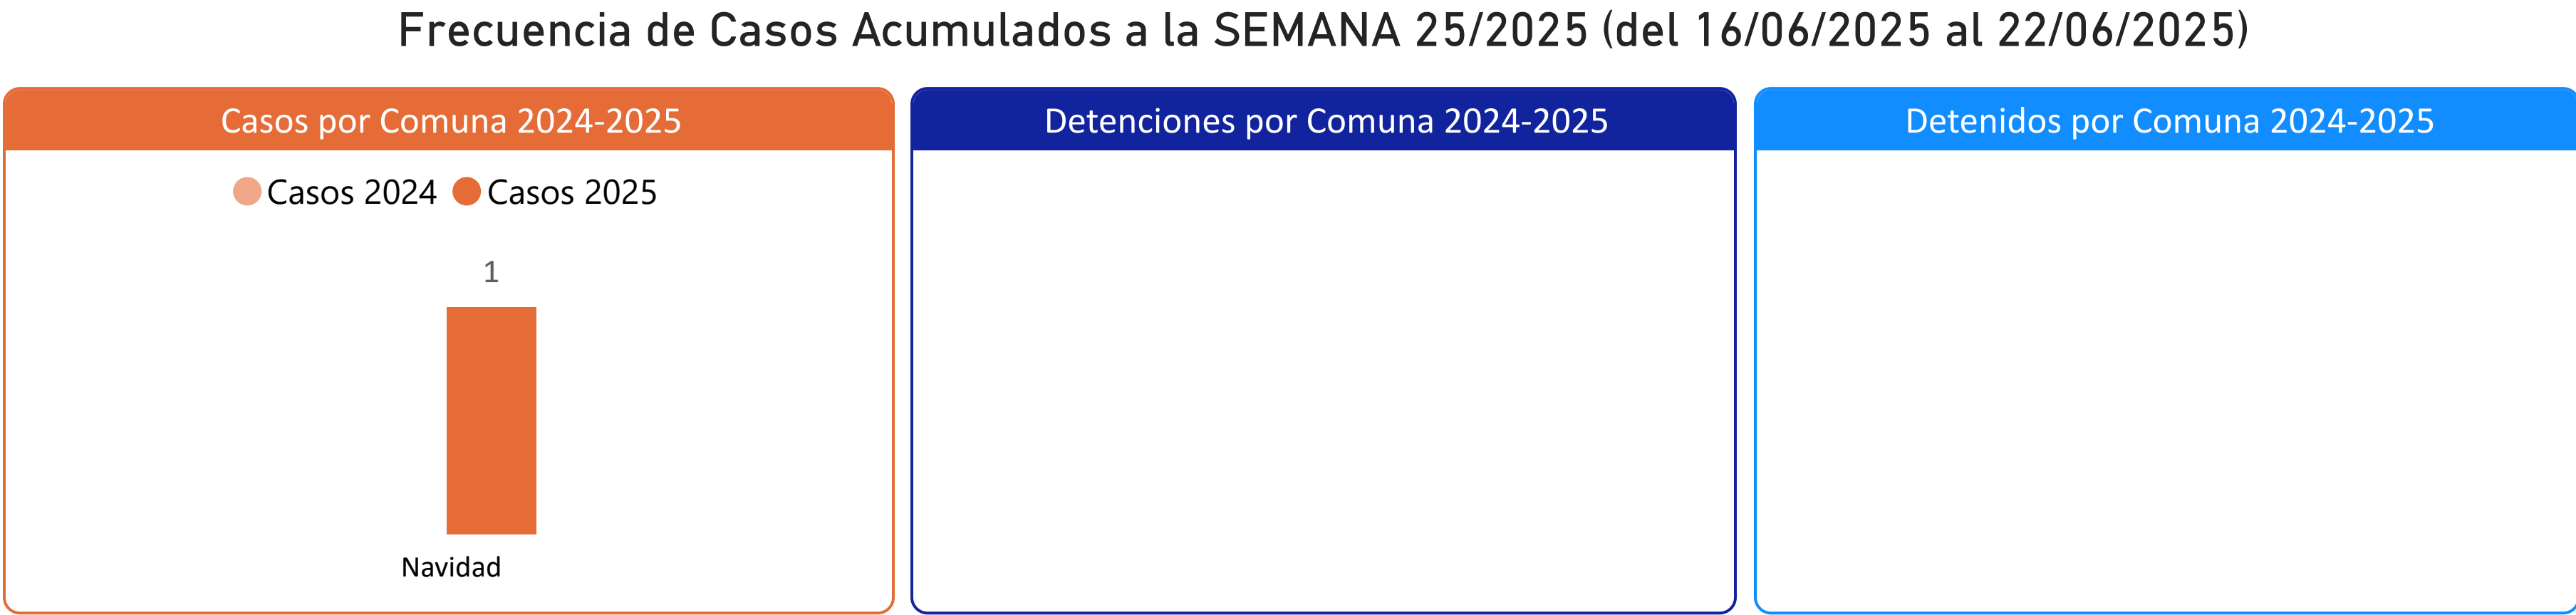 Frecuencia de Casos Acumulados a la SEMANA 25/2025 (del 16/06/2025 al 22/06/2025)
Casos por Comuna 2024-2025
Casos 2024 Casos 2025
1
Navidad
Detenciones por Comuna 2024-2025
Detenidos por Comuna 2024-2025